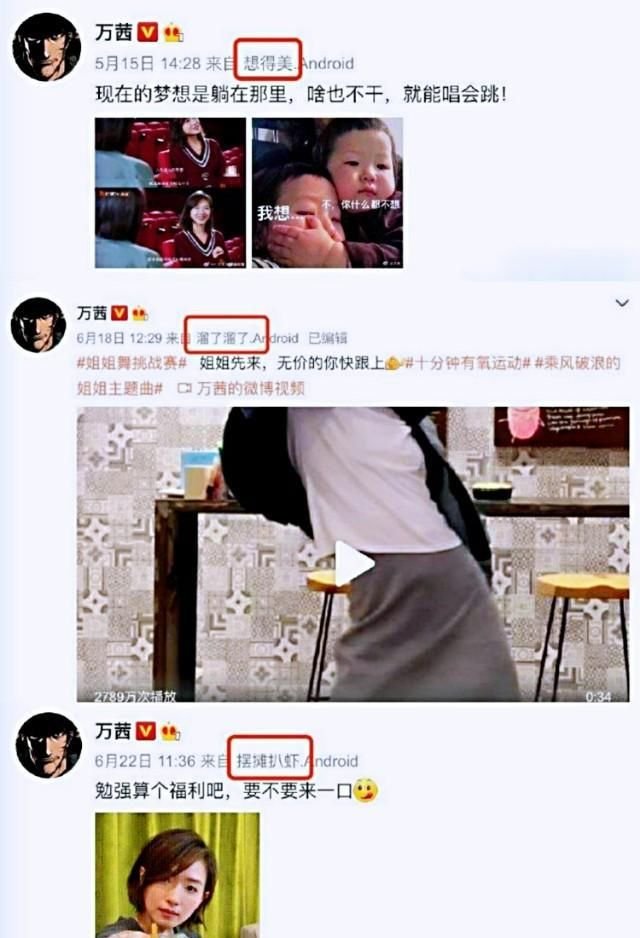 万茜
5月15日 14:28 来自 想得美.Android
现在的梦想是躺在那里，啥也不干，就能唱会跳！
我想...
不，你什么都不想
万茜
6月18日 12:29 来自 溜了溜了.Android 已编辑
#姐姐舞挑战赛# 姐姐先来，无价的你快跟上#十分钟有氧运动# #乘风破浪的
姐姐主题曲# 万茜的微博视频
2789万次播放
0:34
万茜
6月22日 11:36 来自 摆摊扒虾.Android
勉强算个福利吧，要不要来一口